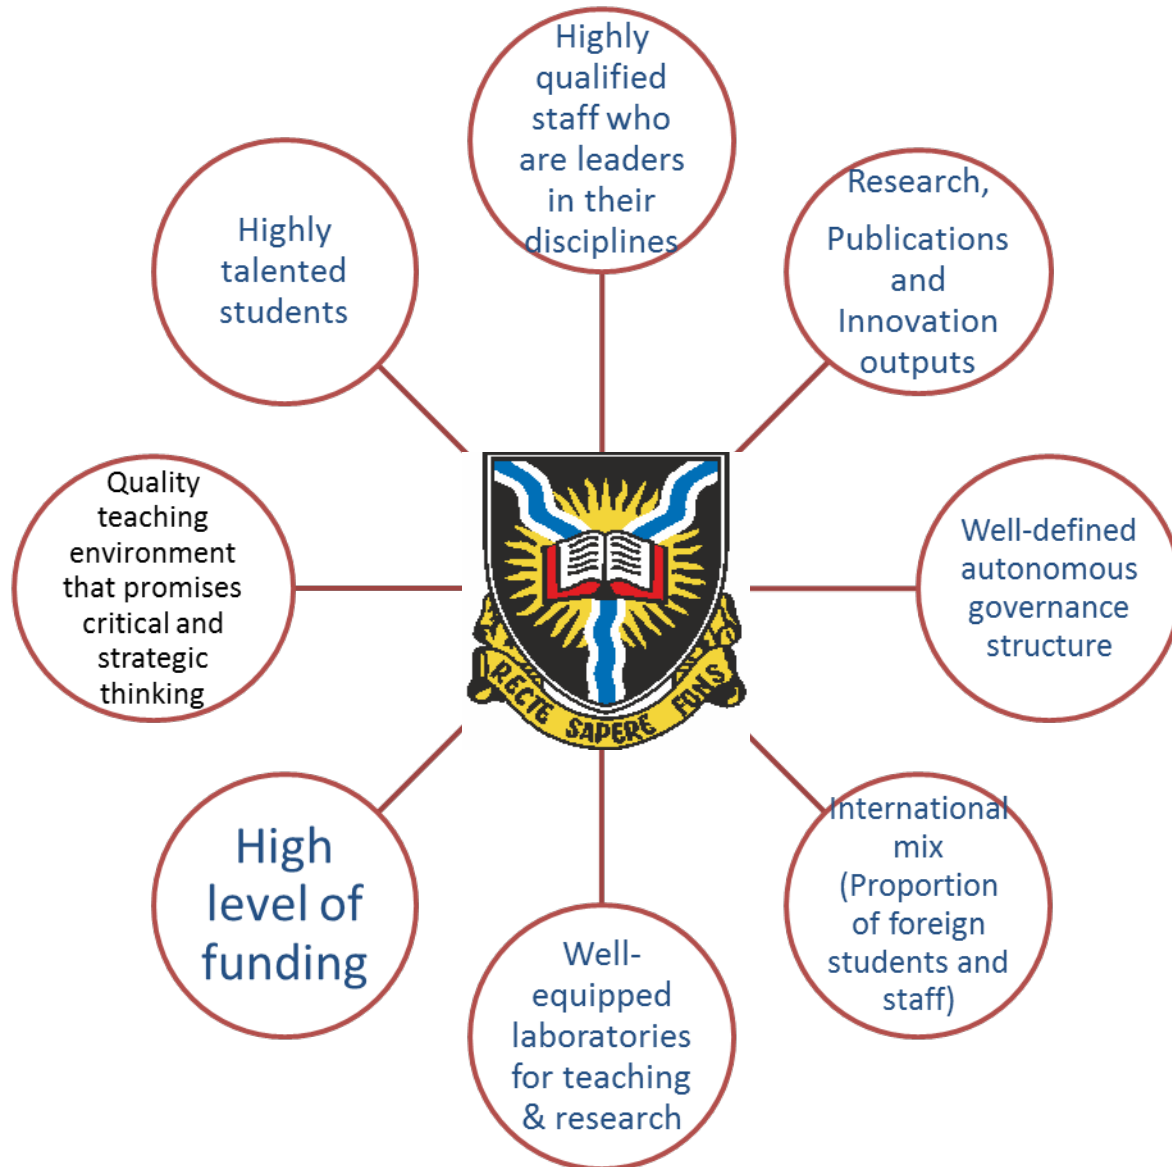 Highly
qualified
staff who
are leaders
in their
disciplines
Research,
Publications
and
Innovation
outputs
Well-defined
autonomous
governance
structure
International
mix
(Proportion
of foreign
students and
staff)
Well-
equipped
laboratories
for teaching
& research
High
level of
funding
Quality
teaching
environment
that promises
critical and
strategic
thinking
Highly
talented
students
RECTE SAPERE FONS